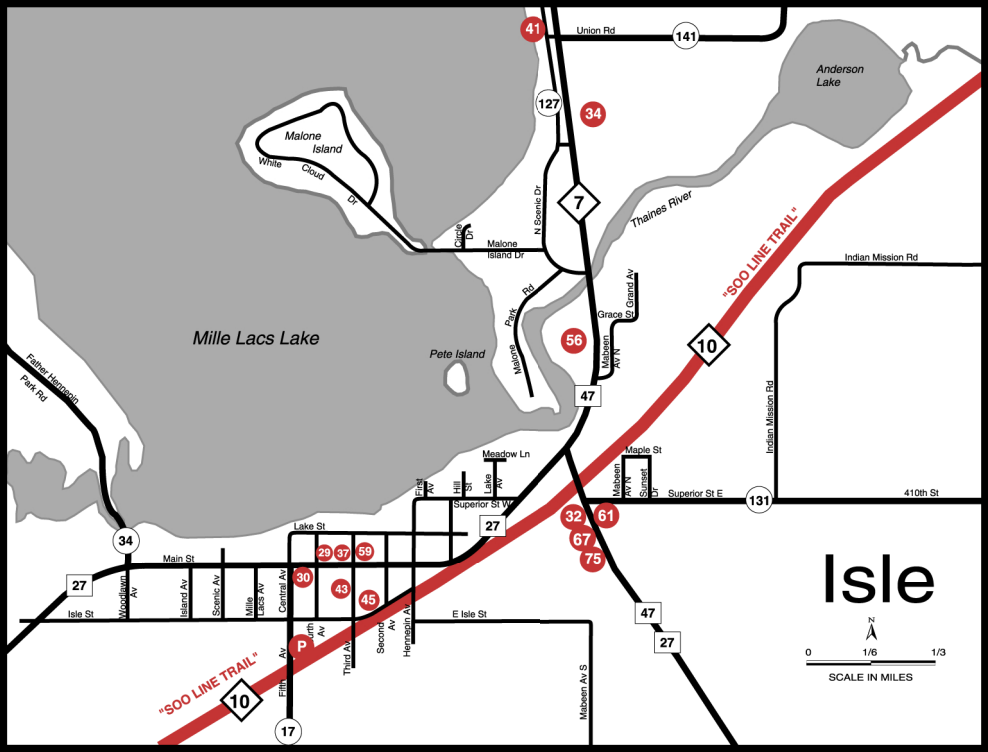 41
Union Rd
141
127
34
Anderson
Lake
Malone
Island
White
Cloud
Dr
N Scenic Dr
7
Thaines River
Circle
Dr
Malone
Island Dr
"SOO LINE TRAIL"
Indian Mission Rd
Malone
Park
Rd
Grand Av
Grace St
Mabeen
Av N
56
10
Mille Lacs Lake
Pete Island
Father Hennepin
Park Rd
47
Indian Mission Rd
Maple St
Mabeen
Av N
Sunset
Dr
Meadow Ln
First
Av
Hill
St
Lake
Av
Superior St W
Superior St E
131
410th St
27
32
61
67
75
34
Lake St
Main St
29
37
59
27
Woodlawn
Av
Island Av
Scenic Av
Mille
Lacs Av
Central Av
30
43
45
Isle St
E Isle St
Isle
N
0
1/6
1/3
SCALE IN MILES
47
27
P
urth
Av
Third Av
Second
Av
Hennepin Av
Fifth
Av
Mabeen Av S
"SOO LINE TRAIL"
10
17